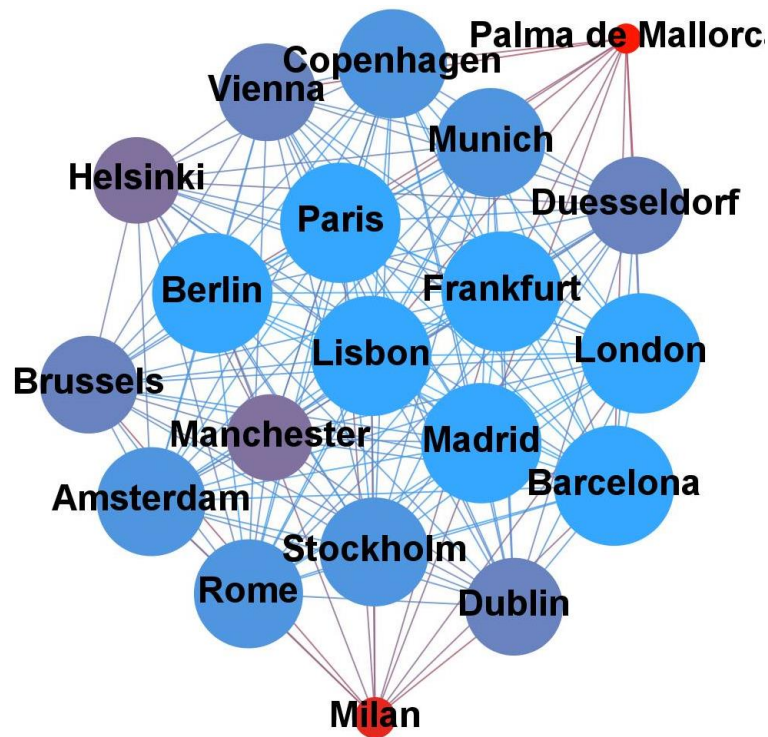 Palma de Mallorca
Copenhagen
Vienna
Munich
Helsinki
Duesseldorf
Paris
Berlin
Frankfurt
Lisbon
London
Brussels
Manchester
Madrid
Barcelona
Amsterdam
Stockholm
Rome
Dublin
Milan